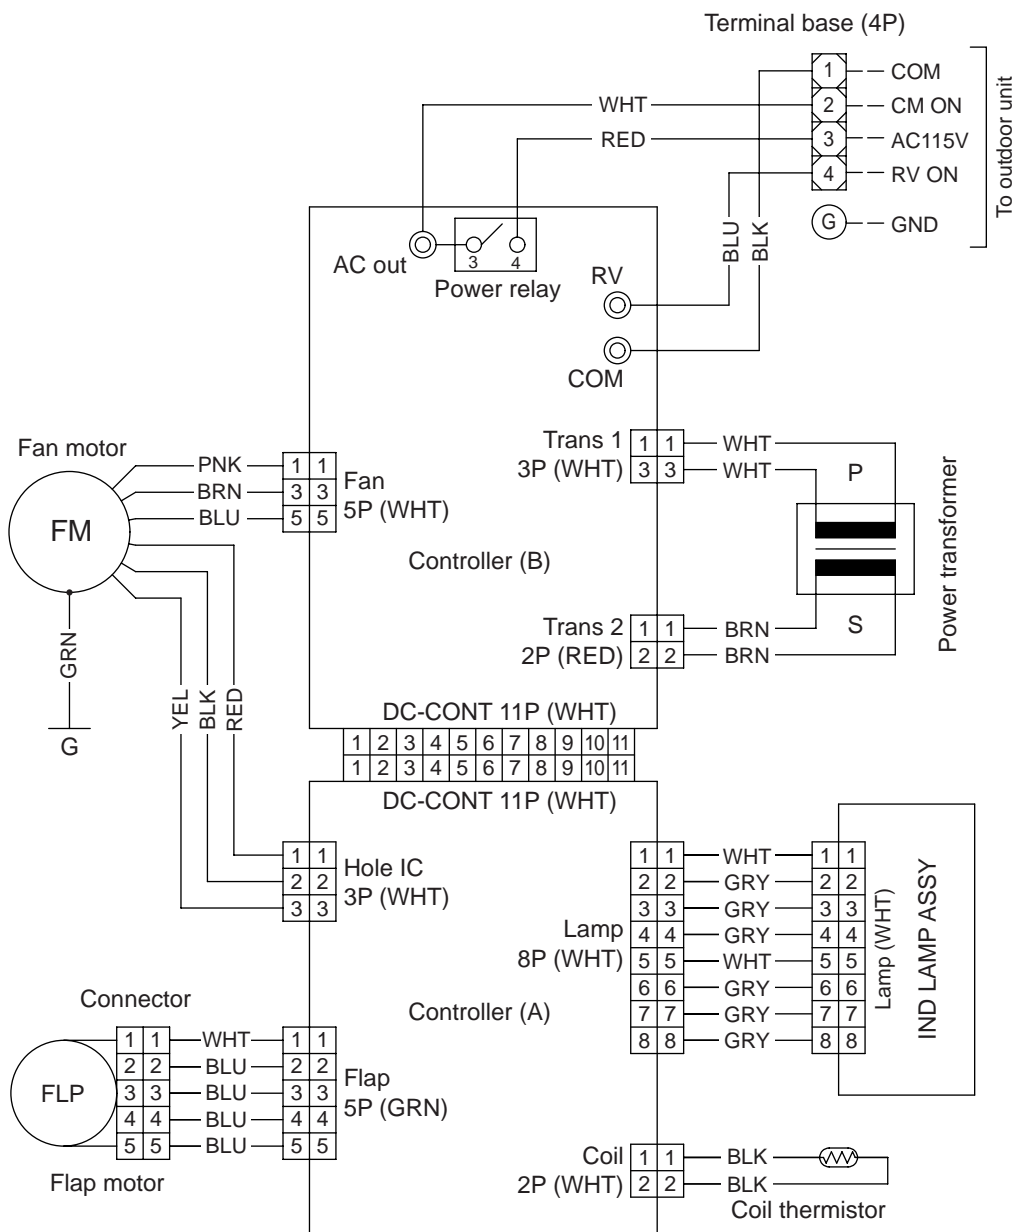 Terminal base (4P)
1 COM
WHT 2 CM ON
RED 3 AC115V
4 RV ON
G GND
To outdoor unit
BLU
BLK
AC out
3 4
Power relay
RV
COM
Fan motor
FM
PNK 1 1
BRN 3 3
BLU 5 5
Fan
5P (WHT)
Trans 1
3P (WHT)
1 1 WHT
3 3 WHT
P
S
Power transformer
Controller (B)
Trans 2
2P (RED)
1 1 BRN
2 2 BRN
GRN
G
YEL
BLK
RED
DC-CONT 11P (WHT)
1 2 3 4 5 6 7 8 9 10 11
1 2 3 4 5 6 7 8 9 10 11
DC-CONT 11P (WHT)
1 1
2 2
3 3
Hole IC
3P (WHT)
Lamp
8P (WHT)
1 1 WHT 1 1
2 2 GRY 2 2
3 3 GRY 3 3
4 4 GRY 4 4
5 5 WHT 5 5
6 6 GRY 6 6
7 7 GRY 7 7
8 8 GRY 8 8
Lamp (WHT)
IND LAMP ASSY
Controller (A)
Connector
FLP
1 1 WHT 1 1
2 2 BLU 2 2
3 3 BLU 3 3
4 4 BLU 4 4
5 5 BLU 5 5
Flap
5P (GRN)
Flap motor
Coil
2P (WHT)
1 1 BLK
2 2 BLK
Coil thermistor